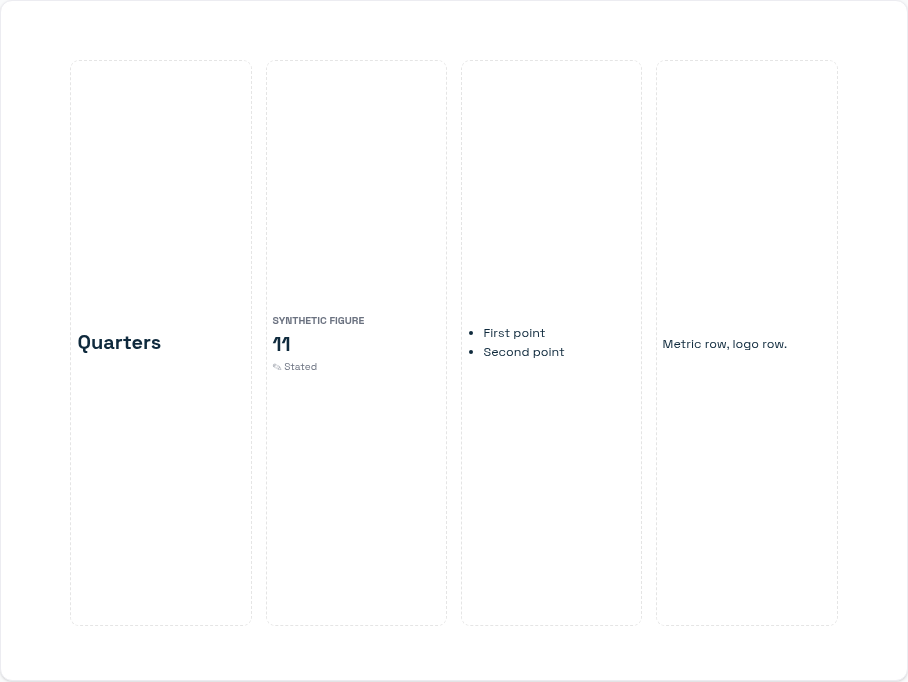 Quarters
SYNTHETIC FIGURE
11
✎ Stated
• First point
• Second point
Metric row, logo row.